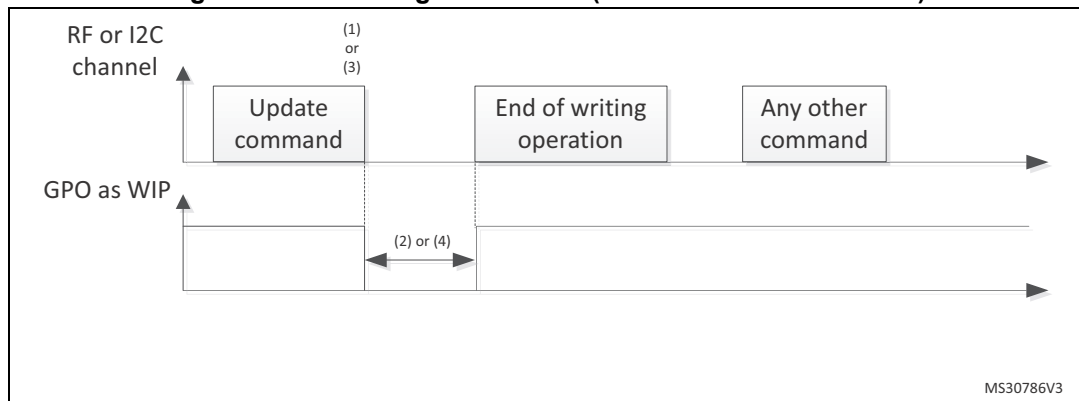 RF or I2C
channel
(1)
or
(3)
Update
command
End of writing
operation
Any other
command
GPO as WIP
(2) or (4)
MS30786V3